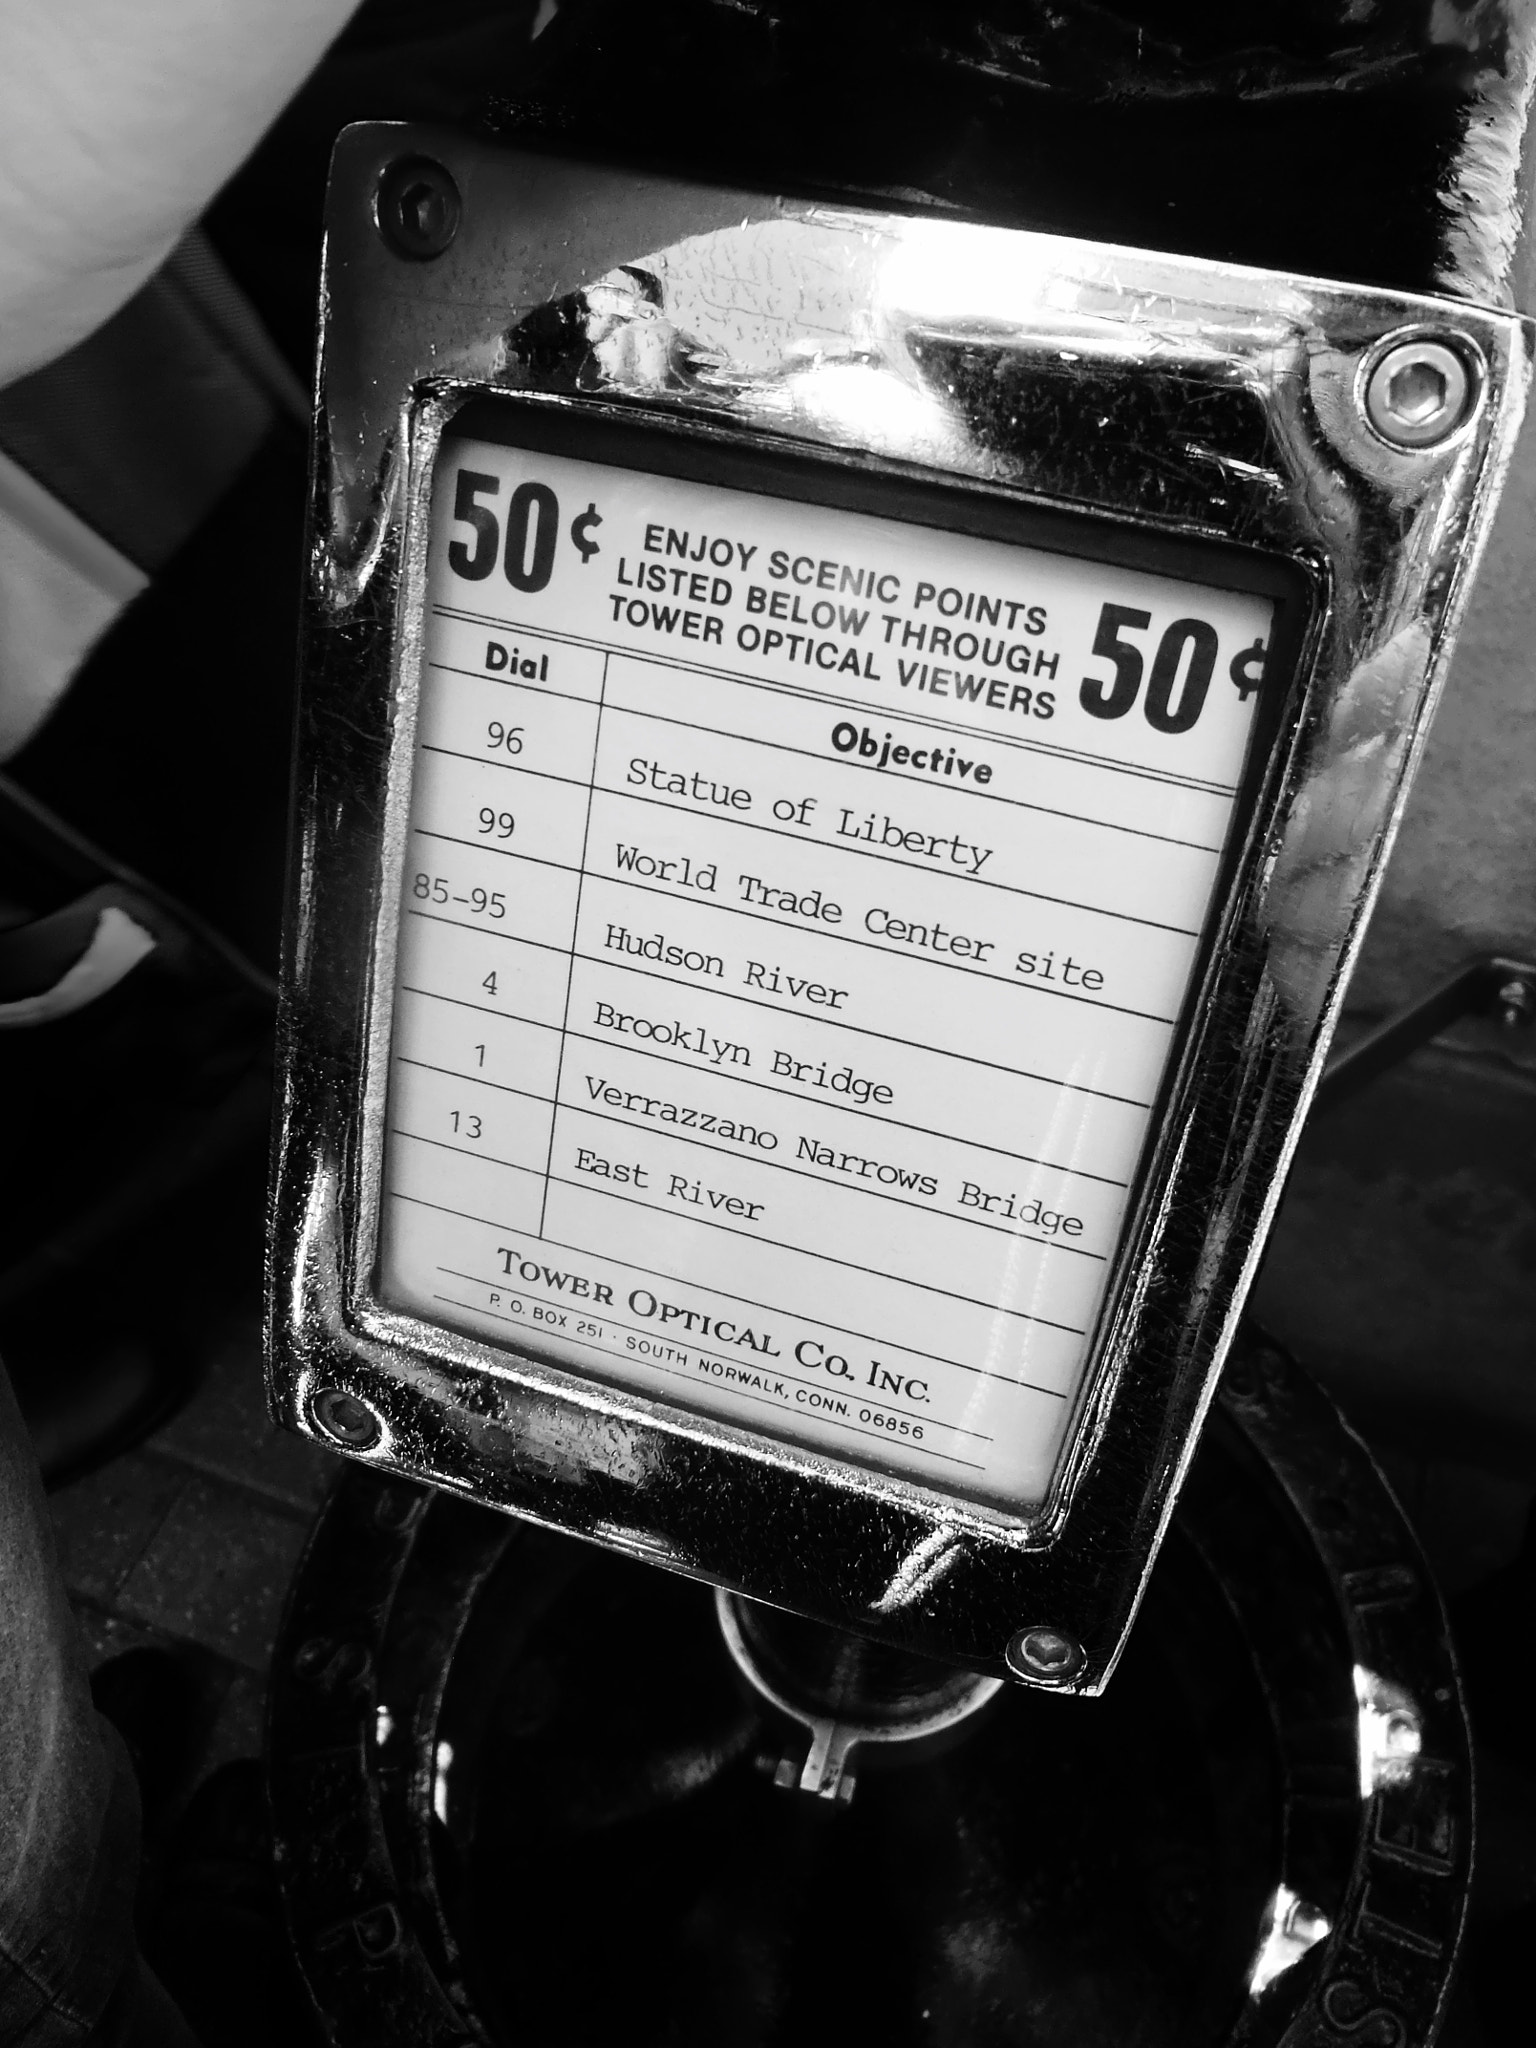 50¢ ENJOY SCENIC POINTS 50¢
LISTED BELOW THROUGH
TOWER OPTICAL VIEWERS
Dial Objective
96 Statue of Liberty
99 World Trade Center site
85-95 Hudson River
4 Brooklyn Bridge
1 Verrazzano Narrows Bridge
13 East River
TOWER OPTICAL CO. INC.
P. O. BOX 251 · SOUTH NORWALK, CONN. 06856